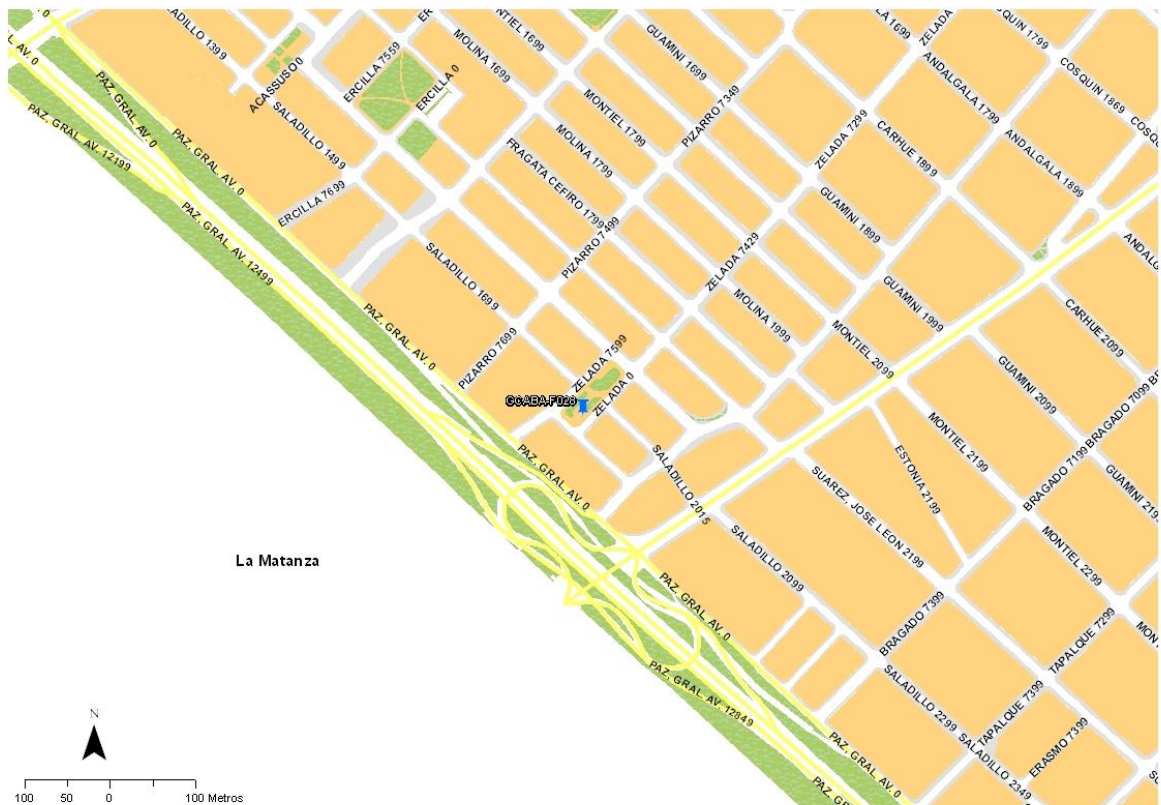 SALADILLO 1399
ACASSUSO 0
ERCILLA 7559
ERCILLA 0
MOLINA 1699
MONTIEL 1699
GUAMINI 1699
ZELADA
COSQUIN 1799
COSQUIN 1869
ANDALGALA 1799
ANDALGALA 1899
PAZ, GRAL. AV. 0
PAZ, GRAL. AV. 0
PAZ, GRAL. AV. 12199
SALADILLO 1499
MONTIEL 1799
PIZARRO 7349
ZELADA 7299
CARHUE 1899
MOLINA 1799
FRAGATA CEFIRO 1799
GUAMINI 1899
ERCILLA 7699
PAZ, GRAL. AV. 12499
SALADILLO 1699
PIZARRO 7499
ZELADA 7429
MOLINA 1999
GUAMINI 1999
CARHUE 2099
PAZ, GRAL. AV. 0
PIZARRO 7699
ZELADA 7599
ZELADA 0
GCABA-F028
MONTIEL 2099
GUAMINI 2099
BRAGADO 7099
BRAGADO 7199
MONTIEL 2199
ESTONIA 2199
PAZ, GRAL. AV. 0
SALADILLO 2015
SUAREZ, JOSE LEON 2199
MONTIEL 2299
SALADILLO 2099
La Matanza
PAZ, GRAL. AV. 0
BRAGADO 7399
TAPALQUE 7299
PAZ, GRAL. AV. 12849
SALADILLO 2299
TAPALQUE 7399
ERASMO 7399
SALADILLO 2349
PAZ, GRAL. AV. 0
N
100 50 0 100 Metros